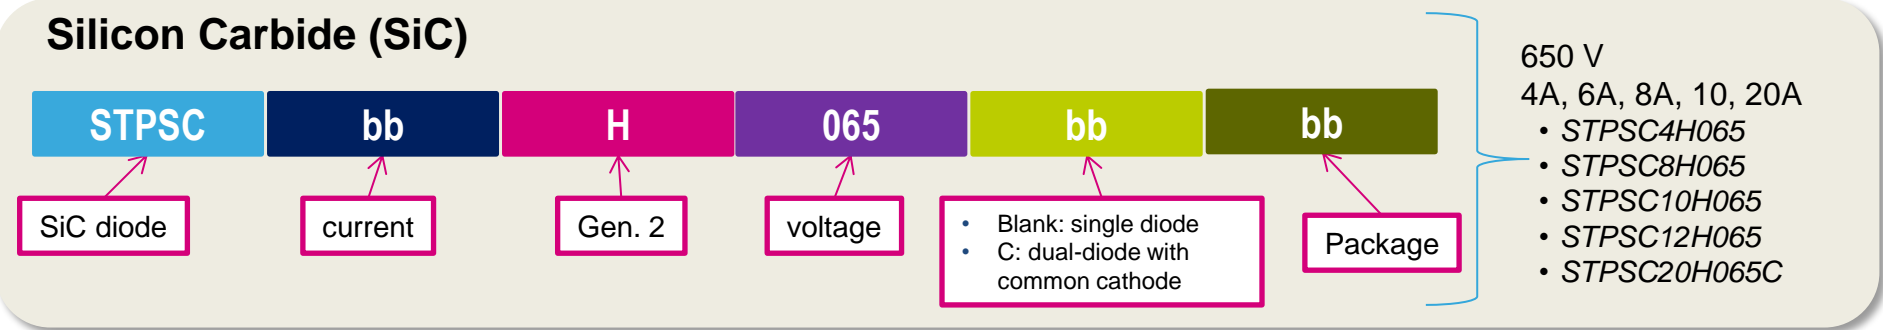 Silicon Carbide (SiC)
STPSC
bb
H
065
bb
bb
SiC diode
current
Gen. 2
voltage
• Blank: single diode
• C: dual-diode with
common cathode
Package
650 V
4A, 6A, 8A, 10, 20A
• STPSC4H065
• STPSC8H065
• STPSC10H065
• STPSC12H065
• STPSC20H065C